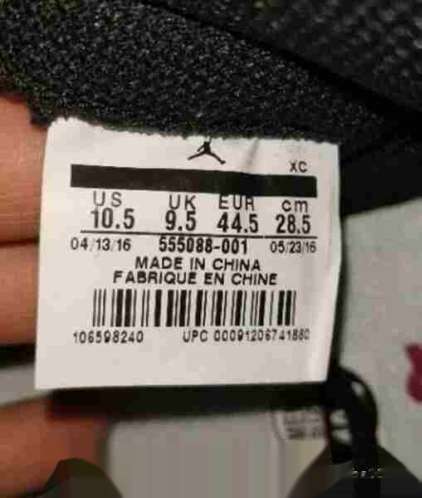 XC
US UK EUR cm
10.5 9.5 44.5 28.5
04/13/16 555088-001 05/23/16
MADE IN CHINA
FABRIQUE EN CHINE
106598240 UPC 00091206741880